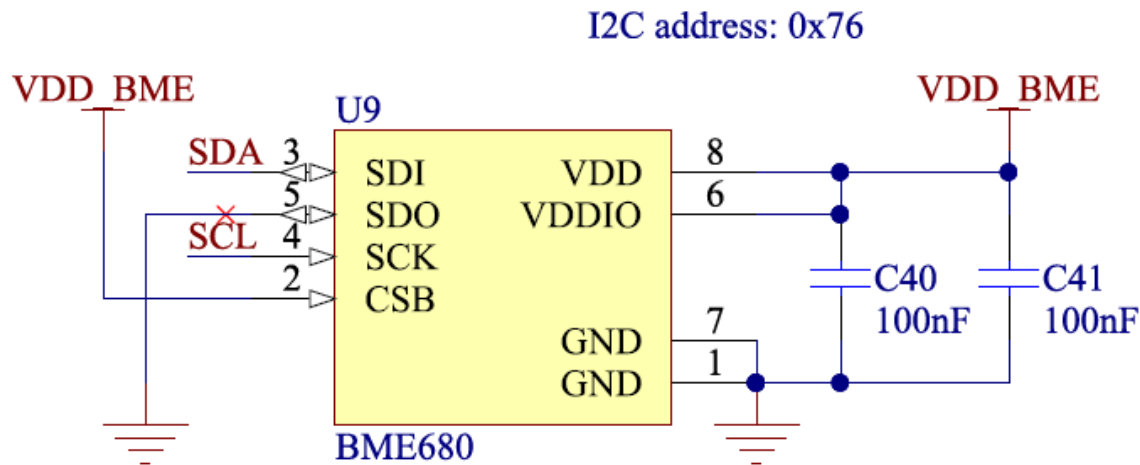 I2C address: 0x76
VDD_BME
VDD_BME
U9
SDA 3
SDI
VDD
8
5
SDO
VDDIO
6
SCL 4
SCK
2
CSB
C40
C41
100nF
100nF
GND
7
GND
1
BME680